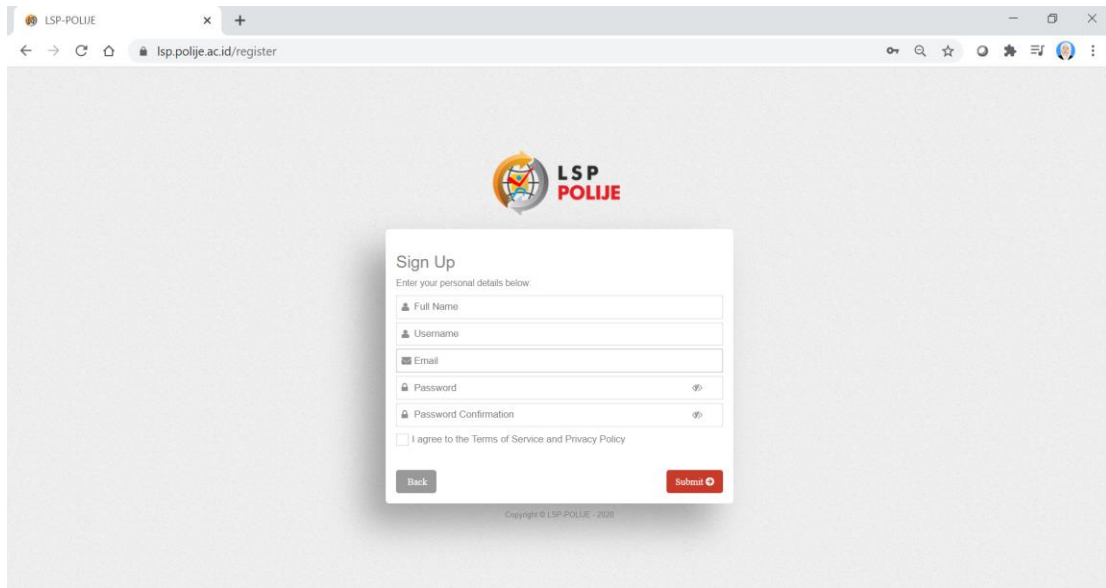 LSP-POLIJE
lsp.polije.ac.id/register
LSP
POLIJE
Sign Up
Enter your personal details below
Full Name
Username
Email
Password
Password Confirmation
I agree to the Terms of Service and Privacy Policy
Back Submit
Copyright © LSP-POLIJE - 2020